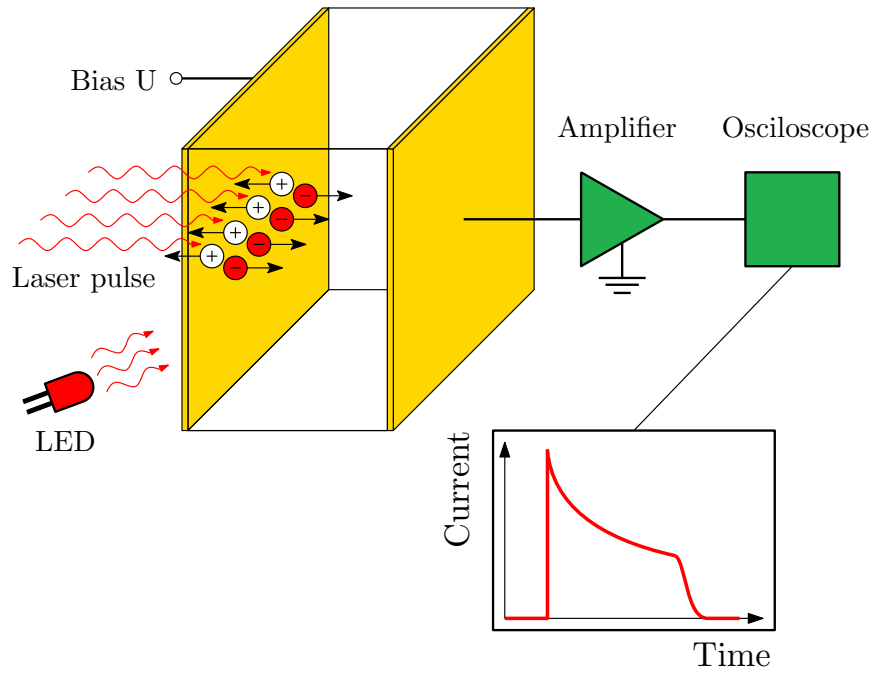 Bias U
Amplifier
Osciloscope
Laser pulse
LED
Current
Time